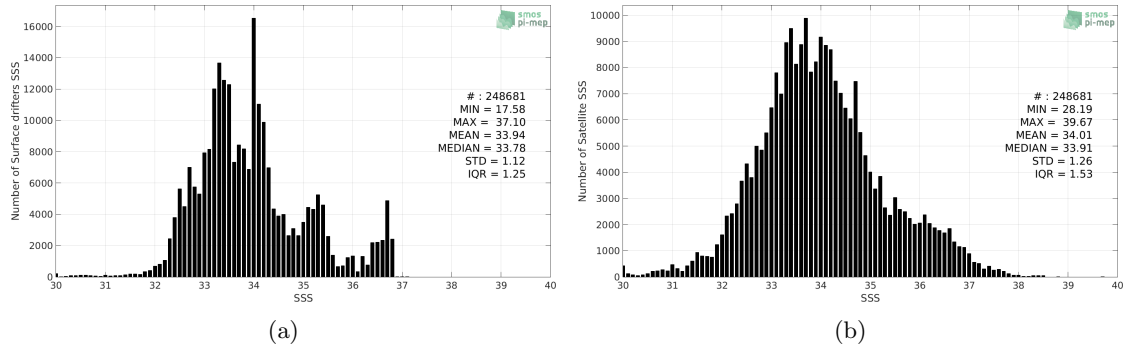 16000
14000
12000
10000
8000
6000
4000
2000
0
30 31 32 33 34 35 36 37 38 39 40
SSS
Number of Surface drifters SSS
smos
pi-mep
# : 248681
MIN = 17.58
MAX = 37.10
MEAN = 33.94
MEDIAN = 33.78
STD = 1.12
IQR = 1.25
(a)
10000
9000
8000
7000
6000
5000
4000
3000
2000
1000
0
30 31 32 33 34 35 36 37 38 39 40
SSS
Number of Satellite SSS
smos
pi-mep
# : 248681
MIN = 28.19
MAX = 39.67
MEAN = 34.01
MEDIAN = 33.91
STD = 1.26
IQR = 1.53
(b)